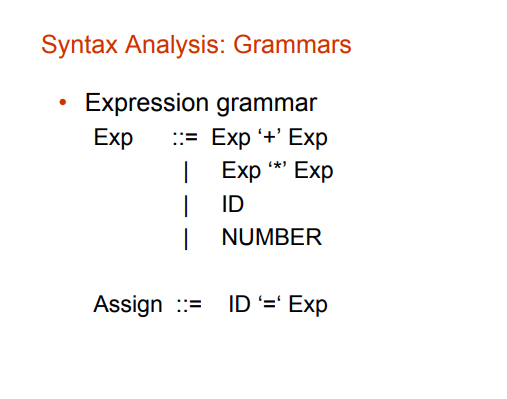 Syntax Analysis: Grammars
• Expression grammar
Exp ::= Exp ‘+’ Exp
| Exp ‘*’ Exp
| ID
| NUMBER
Assign ::= ID ‘=‘ Exp